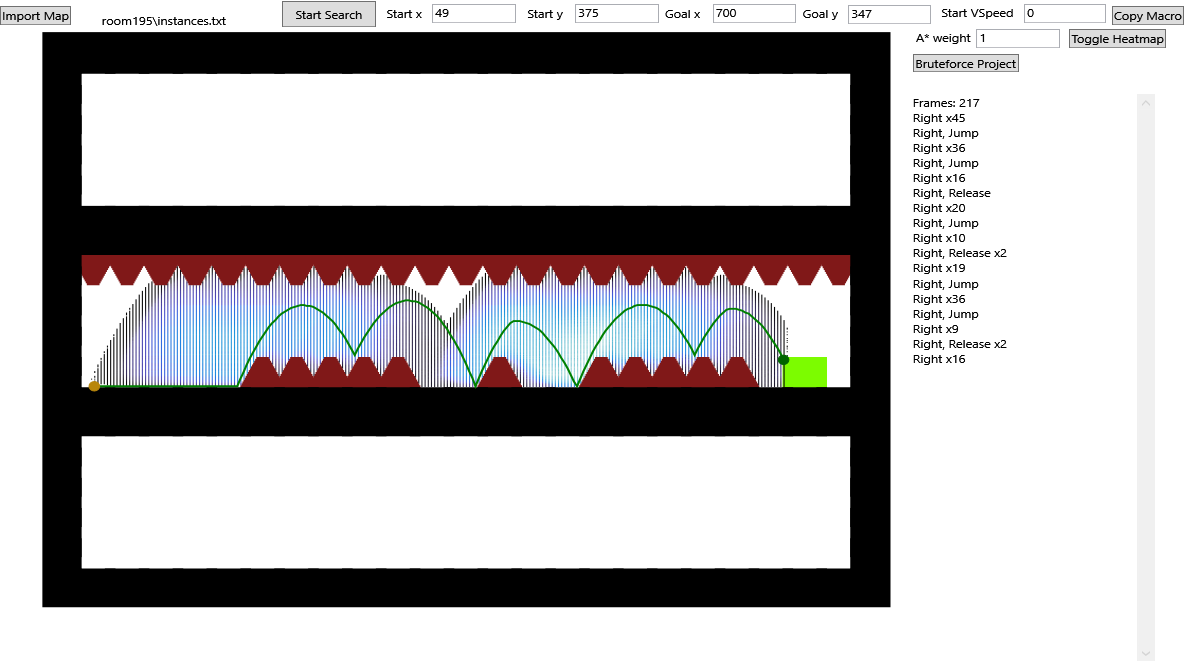 Import Map room195\instances.txt Start Search Start x 49 Start y 375 Goal x 700 Goal y 347 Start VSpeed 0 Copy Macro
A* weight 1 Toggle Heatmap
Bruteforce Project
Frames: 217
Right x45
Right, Jump
Right x36
Right, Jump
Right x16
Right, Release
Right x20
Right, Jump
Right x10
Right, Release x2
Right x19
Right, Jump
Right x36
Right, Jump
Right x9
Right, Release x2
Right x16